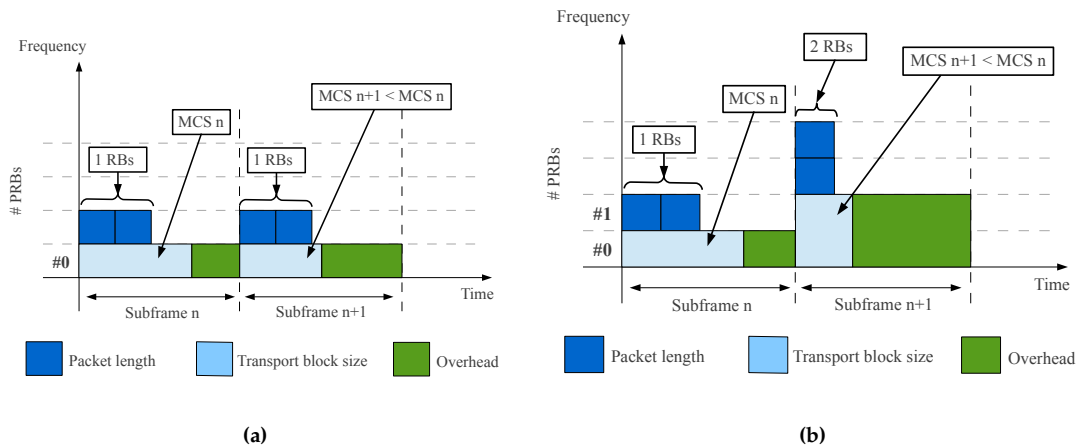 Frequency
MCS n+1 < MCS n
MCS n
1 RBs
1 RBs
# PRBs
#0
Time
Subframe n
Subframe n+1
Packet length
Transport block size
Overhead
(a)
Frequency
2 RBs
MCS n+1 < MCS n
MCS n
1 RBs
# PRBs
#1
#0
Time
Subframe n
Subframe n+1
Packet length
Transport block size
Overhead
(b)